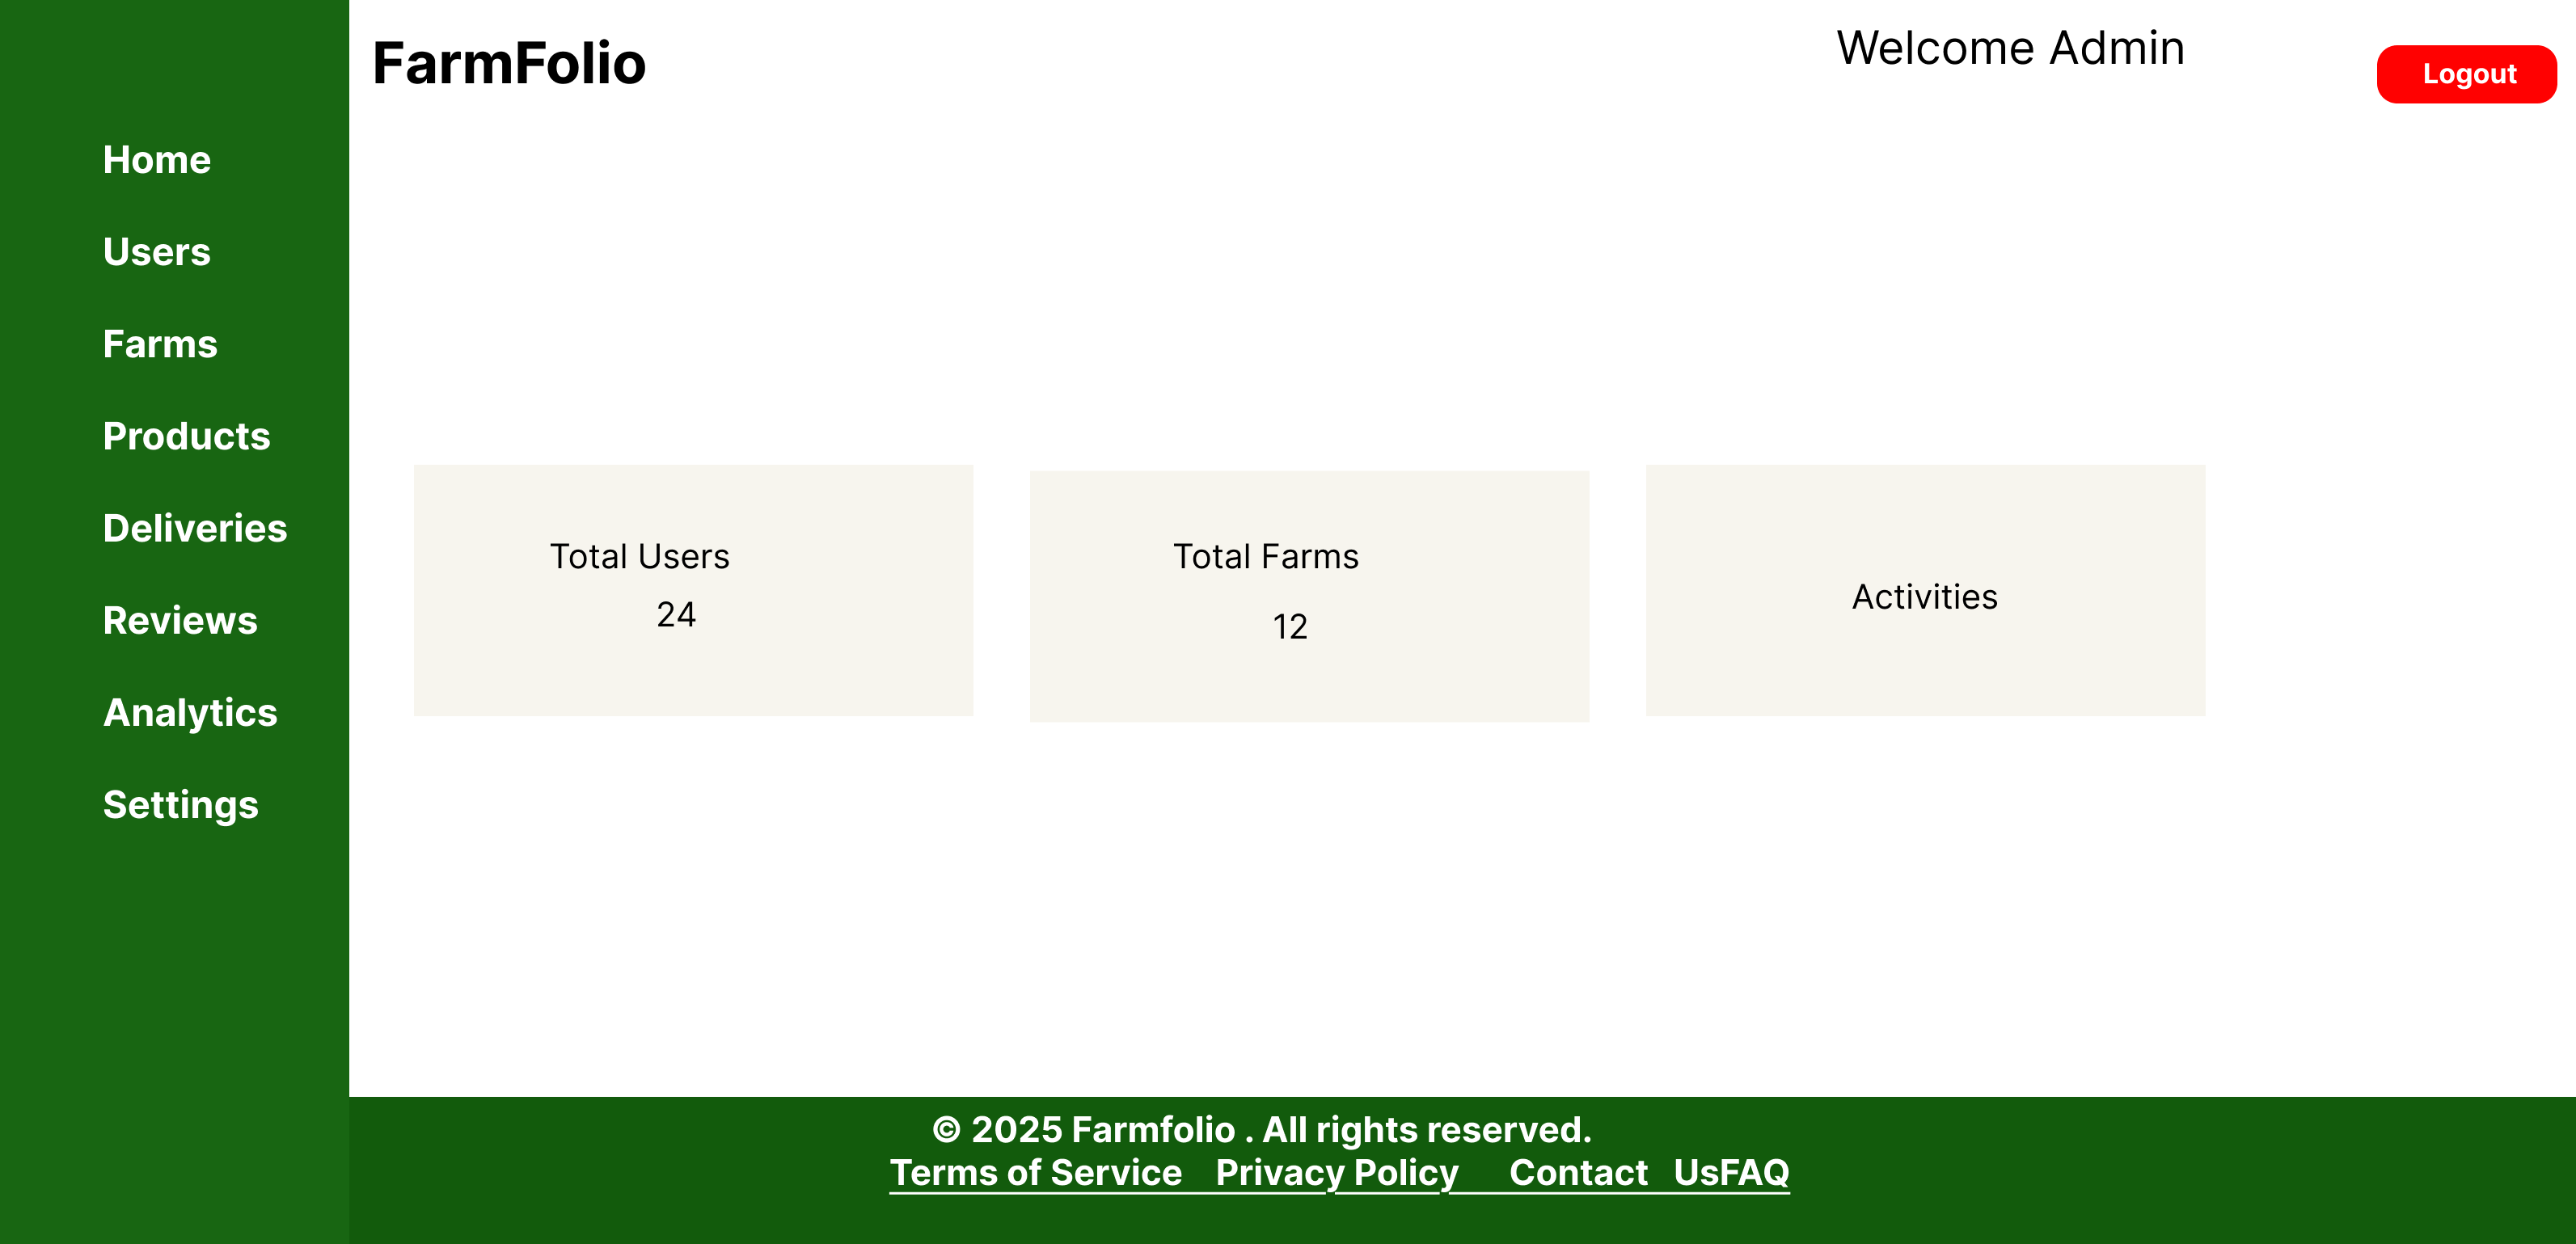 FarmFolio
Welcome Admin
Logout
Home
Users
Farms
Products
Deliveries
Reviews
Analytics
Settings
Total Users
24
Total Farms
12
Activities
© 2025 Farmfolio . All rights reserved.
Terms of Service Privacy Policy Contact UsFAQ